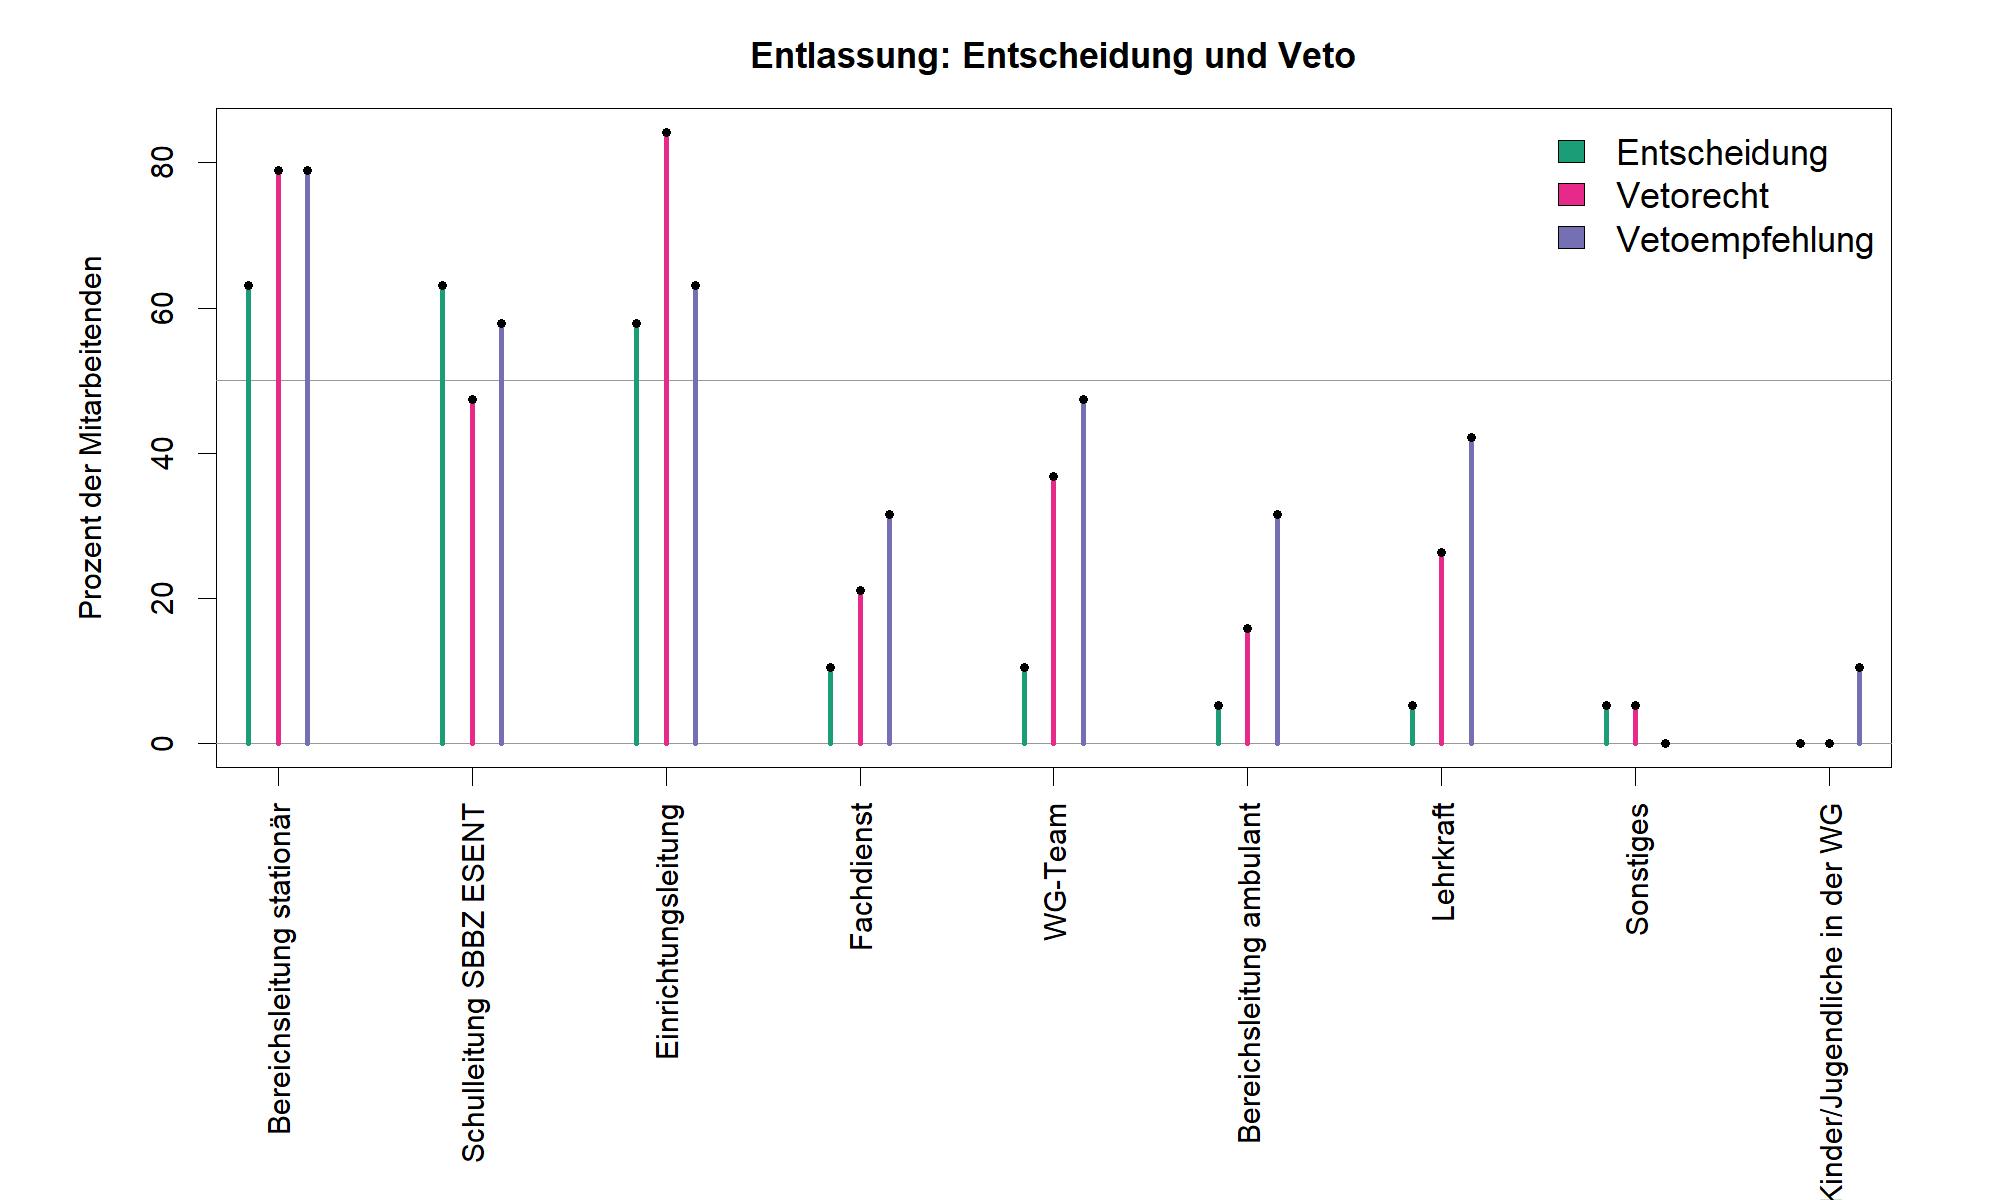 Entlassung: Entscheidung und Veto
Entscheidung
Vetorecht
Vetoempfehlung
Prozent der Mitarbeitenden
80
60
40
20
0
Bereichsleitung stationär
Schulleitung SBBZ ESENT
Einrichtungsleitung
Fachdienst
WG-Team
Bereichsleitung ambulant
Lehrkraft
Sonstiges
Kinder/Jugendliche in der WG